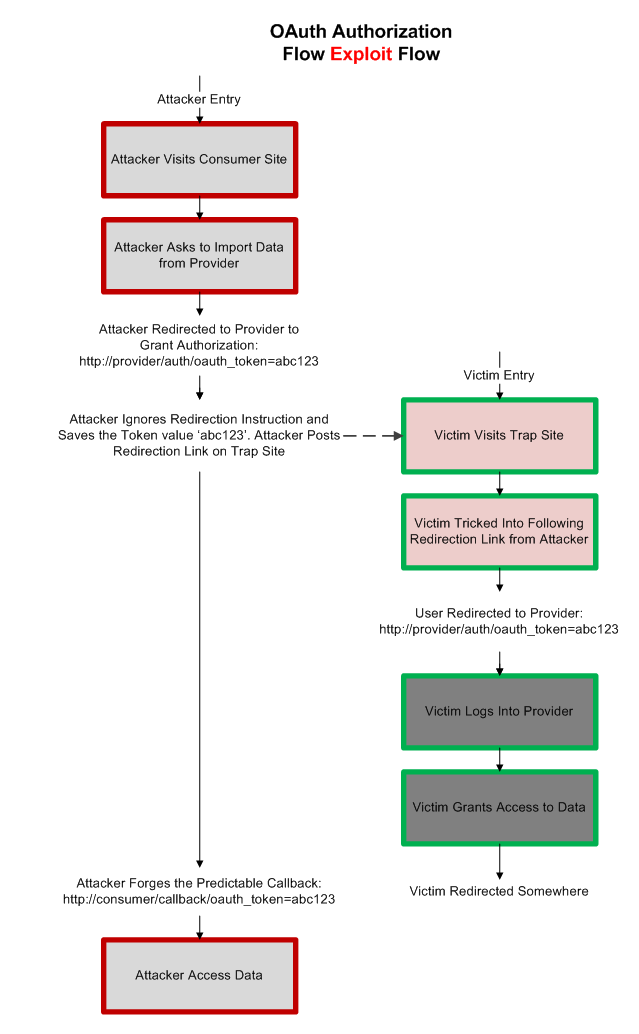 OAuth Authorization
Flow Exploit Flow
Attacker Entry
Attacker Visits Consumer Site
Attacker Asks to Import Data
from Provider
Attacker Redirected to Provider to
Grant Authorization:
http://provider/auth/oauth_token=abc123
Attacker Ignores Redirection Instruction and
Saves the Token value ‘abc123’. Attacker Posts
Redirection Link on Trap Site
Victim Entry
Victim Visits Trap Site
Victim Tricked Into Following
Redirection Link from Attacker
User Redirected to Provider:
http://provider/auth/oauth_token=abc123
Victim Logs Into Provider
Victim Grants Access to Data
Victim Redirected Somewhere
Attacker Forges the Predictable Callback:
http://consumer/callback/oauth_token=abc123
Attacker Access Data